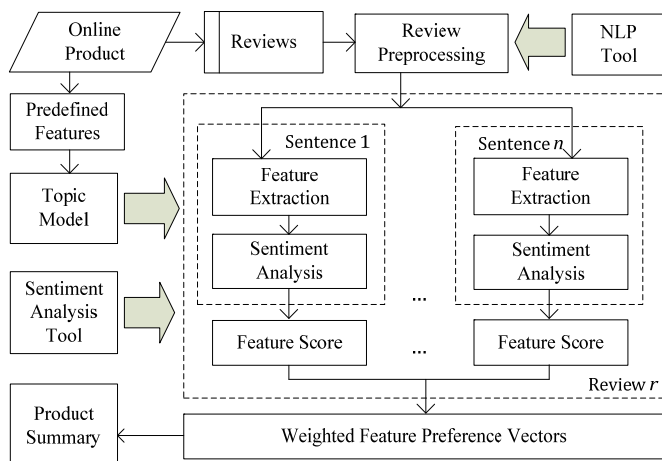 Online
Product
Reviews
Review
Preprocessing
NLP
Tool
Predefined
Features
Topic
Model
Sentiment
Analysis
Tool
Sentence 1
Feature
Extraction
Sentiment
Analysis
Feature Score
...
...
Sentence n
Feature
Extraction
Sentiment
Analysis
Feature Score
Review r
Product
Summary
Weighted Feature Preference Vectors